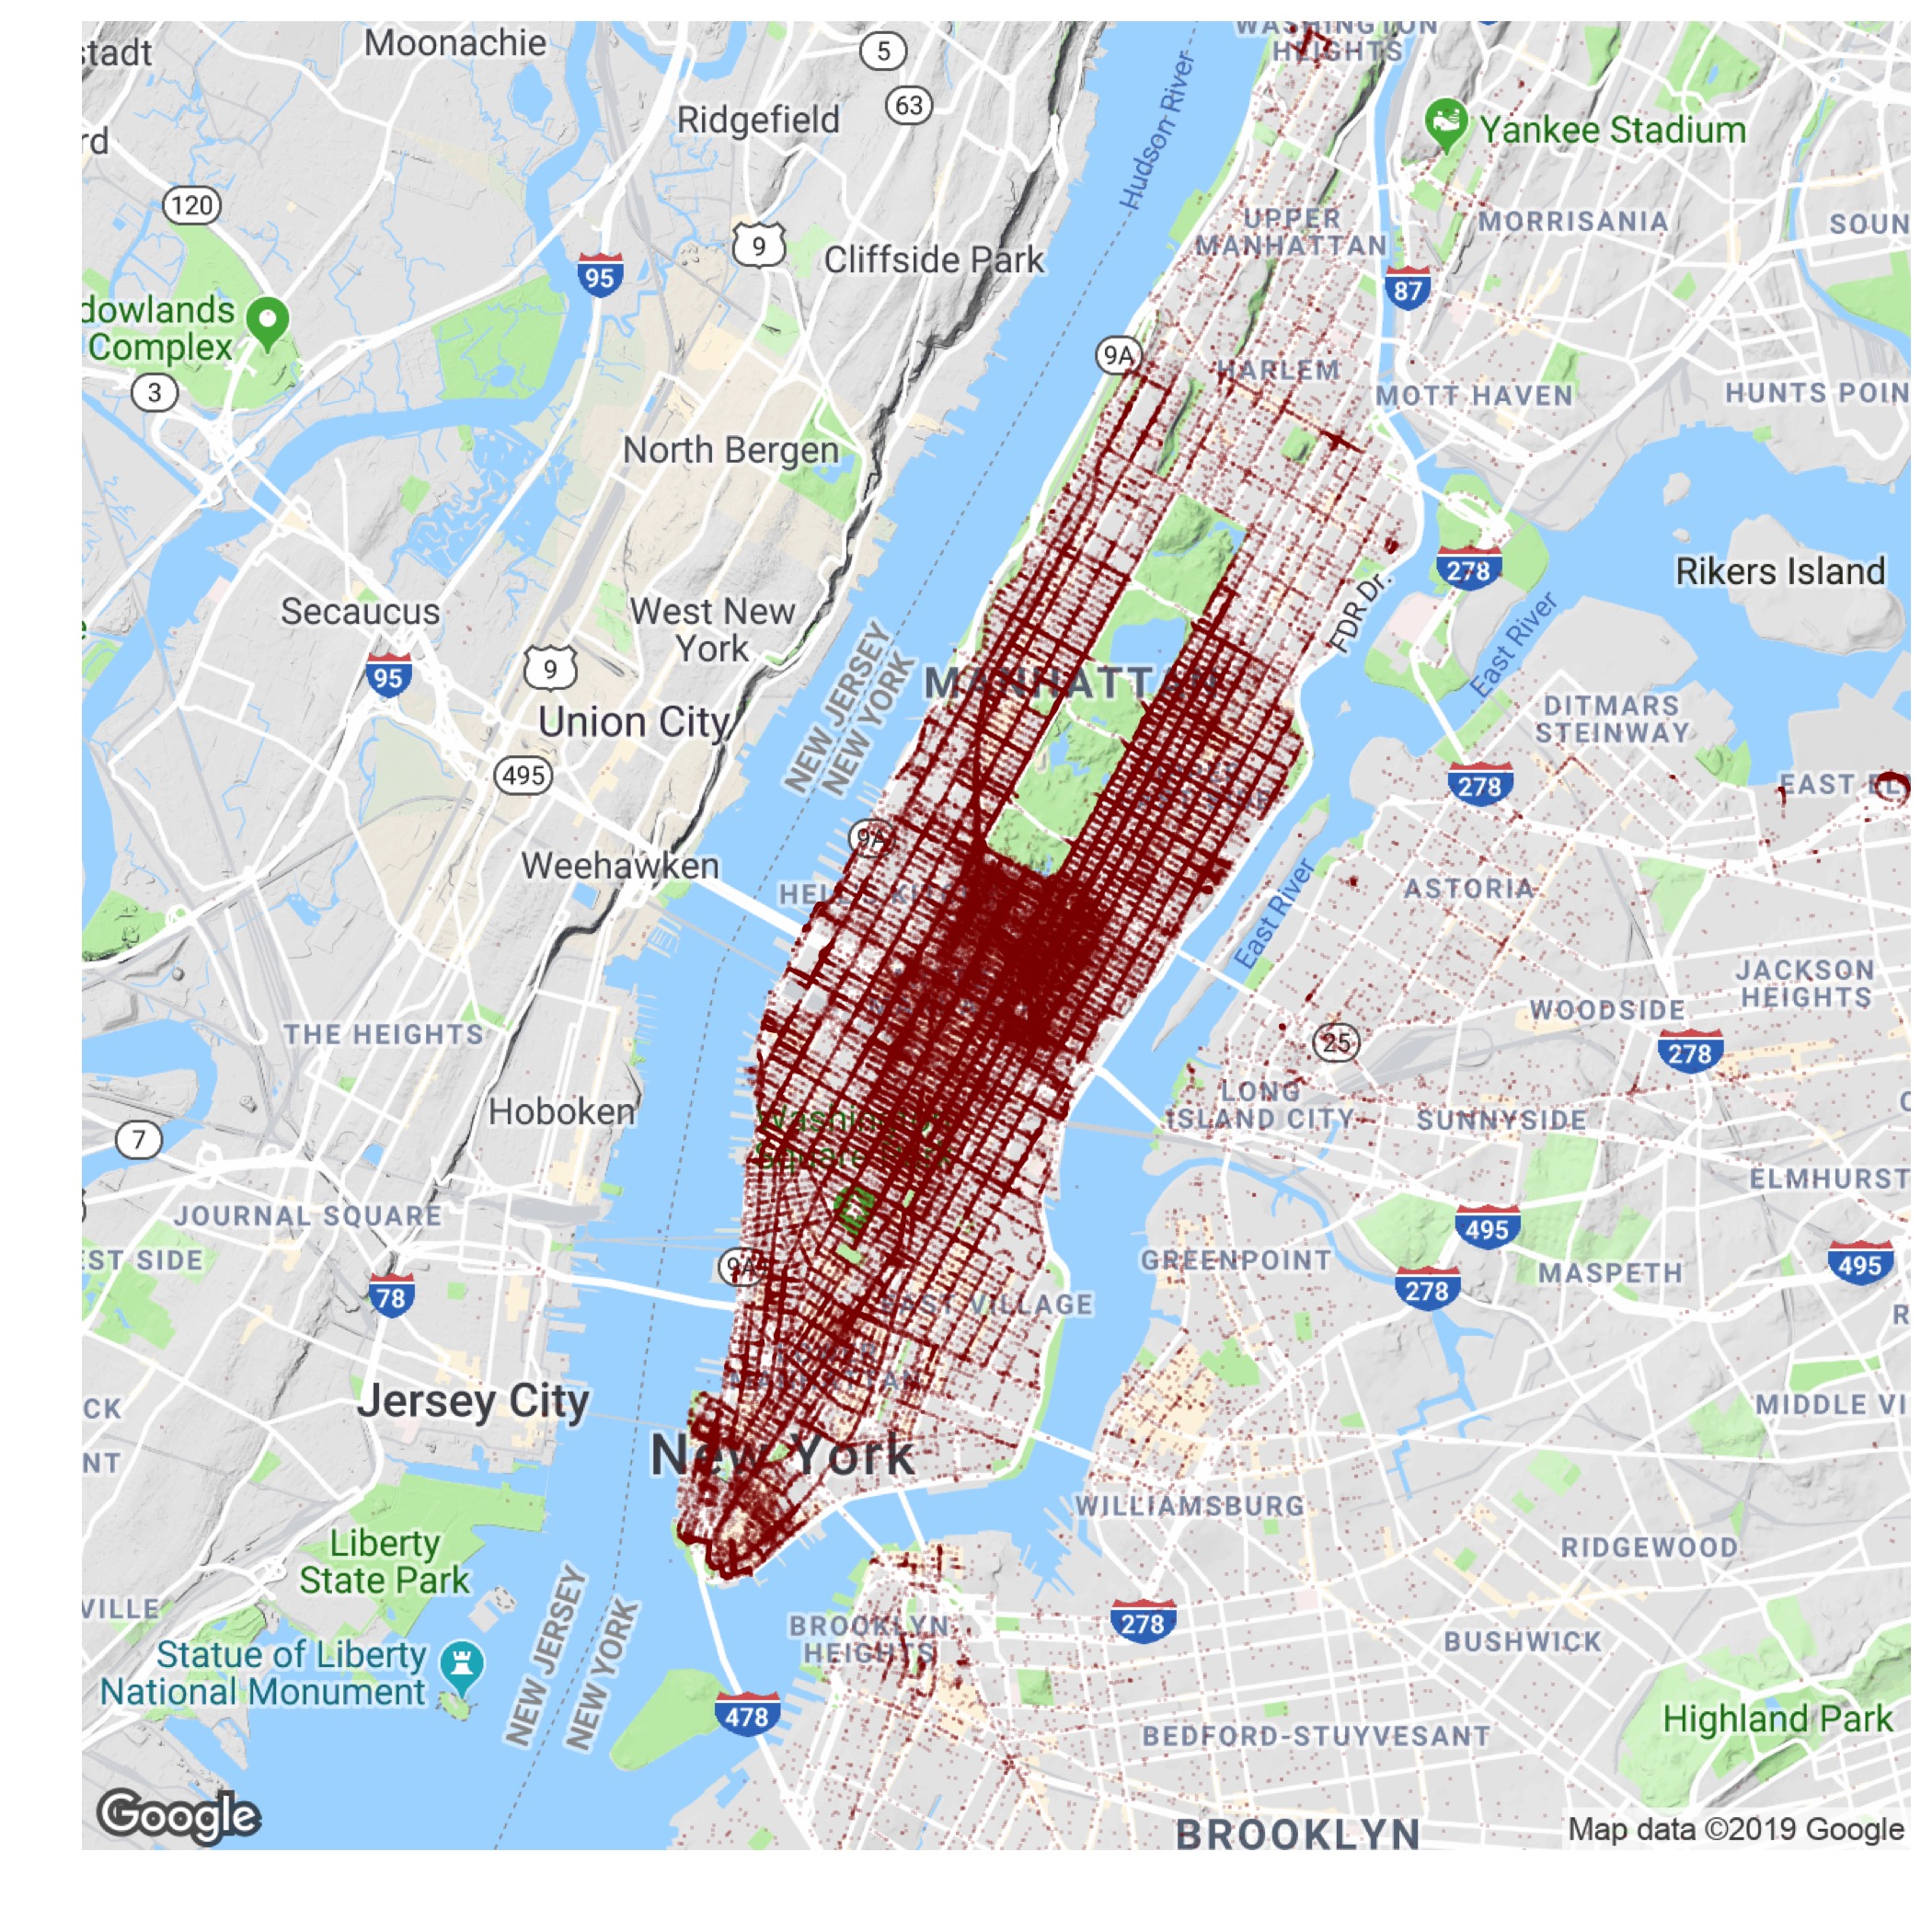 WASHINGTON
HEIGHTS
stadt
Moonachie
5
63
Ridgefield
Hudson River
Yankee Stadium
rd
120
9
95
Cliffside Park
UPPER
MANHATTAN
MORRISANIA
SOUN
87
dowlands
Complex
3
9A
HARLEM
MOTT HAVEN
HUNTS POIN
North Bergen
278
Rikers Island
FDR Dr.
East River
Secaucus
West New
York
9
95
NEW JERSEY
NEW YORK
MANHATTAN
DITMARS
STEINWAY
Union City
495
278
EAST EL
9A
Weehawken
ASTORIA
East River
JACKSON
HEIGHTS
WOODSIDE
THE HEIGHTS
25
278
Hoboken
Washington
Square Park
LONG
ISLAND CITY
SUNNYSIDE
7
ELMHURST
JOURNAL SQUARE
495
EST SIDE
9A
GREENPOINT
278
MASPETH
495
78
EAST VILLAGE
R
LOWER
MANHATTAN
Jersey City
CK
MIDDLE VI
NT
New York
WILLIAMSBURG
Liberty
State Park
RIDGEWOOD
VILLE
NEW JERSEY
NEW YORK
BROOKLYN
HEIGHTS
278
BUSHWICK
Statue of Liberty
National Monument
478
BEDFORD-STUYVESANT
Highland Park
Google
BROOKLYN
Map data ©2019 Google